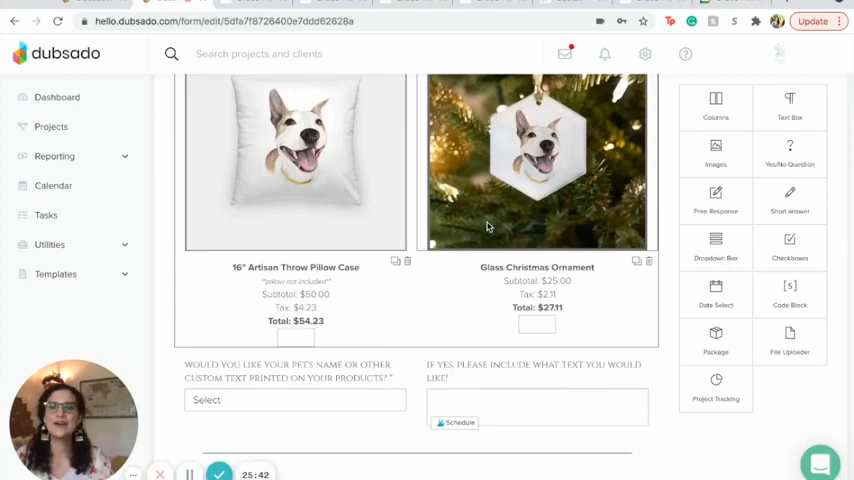 hello.dubsado.com/form/edit/5dfa7f8726400e7ddd62628a
Update
dubsado
Search projects and clients
Dashboard
Projects
Reporting
Calendar
Tasks
Utilities
Templates
16" Artisan Throw Pillow Case
**pillow not included**
Subtotal: $50.00
Tax: $4.23
Total: $54.23
Glass Christmas Ornament
Subtotal: $25.00
Tax: $2.11
Total: $27.11
WOULD YOU LIKE YOUR PET'S NAME OR OTHER
CUSTOM TEXT PRINTED ON YOUR PRODUCTS? *
Select
IF YES, PLEASE INCLUDE WHAT TEXT YOU WOULD
LIKE!
Schedule
Columns
Text Box
Images
Yes/No Question
Free Response
Short answer
Dropdown Box
Checkboxes
Date Select
Code Block
Package
File Uploader
Project Tracking
25:42